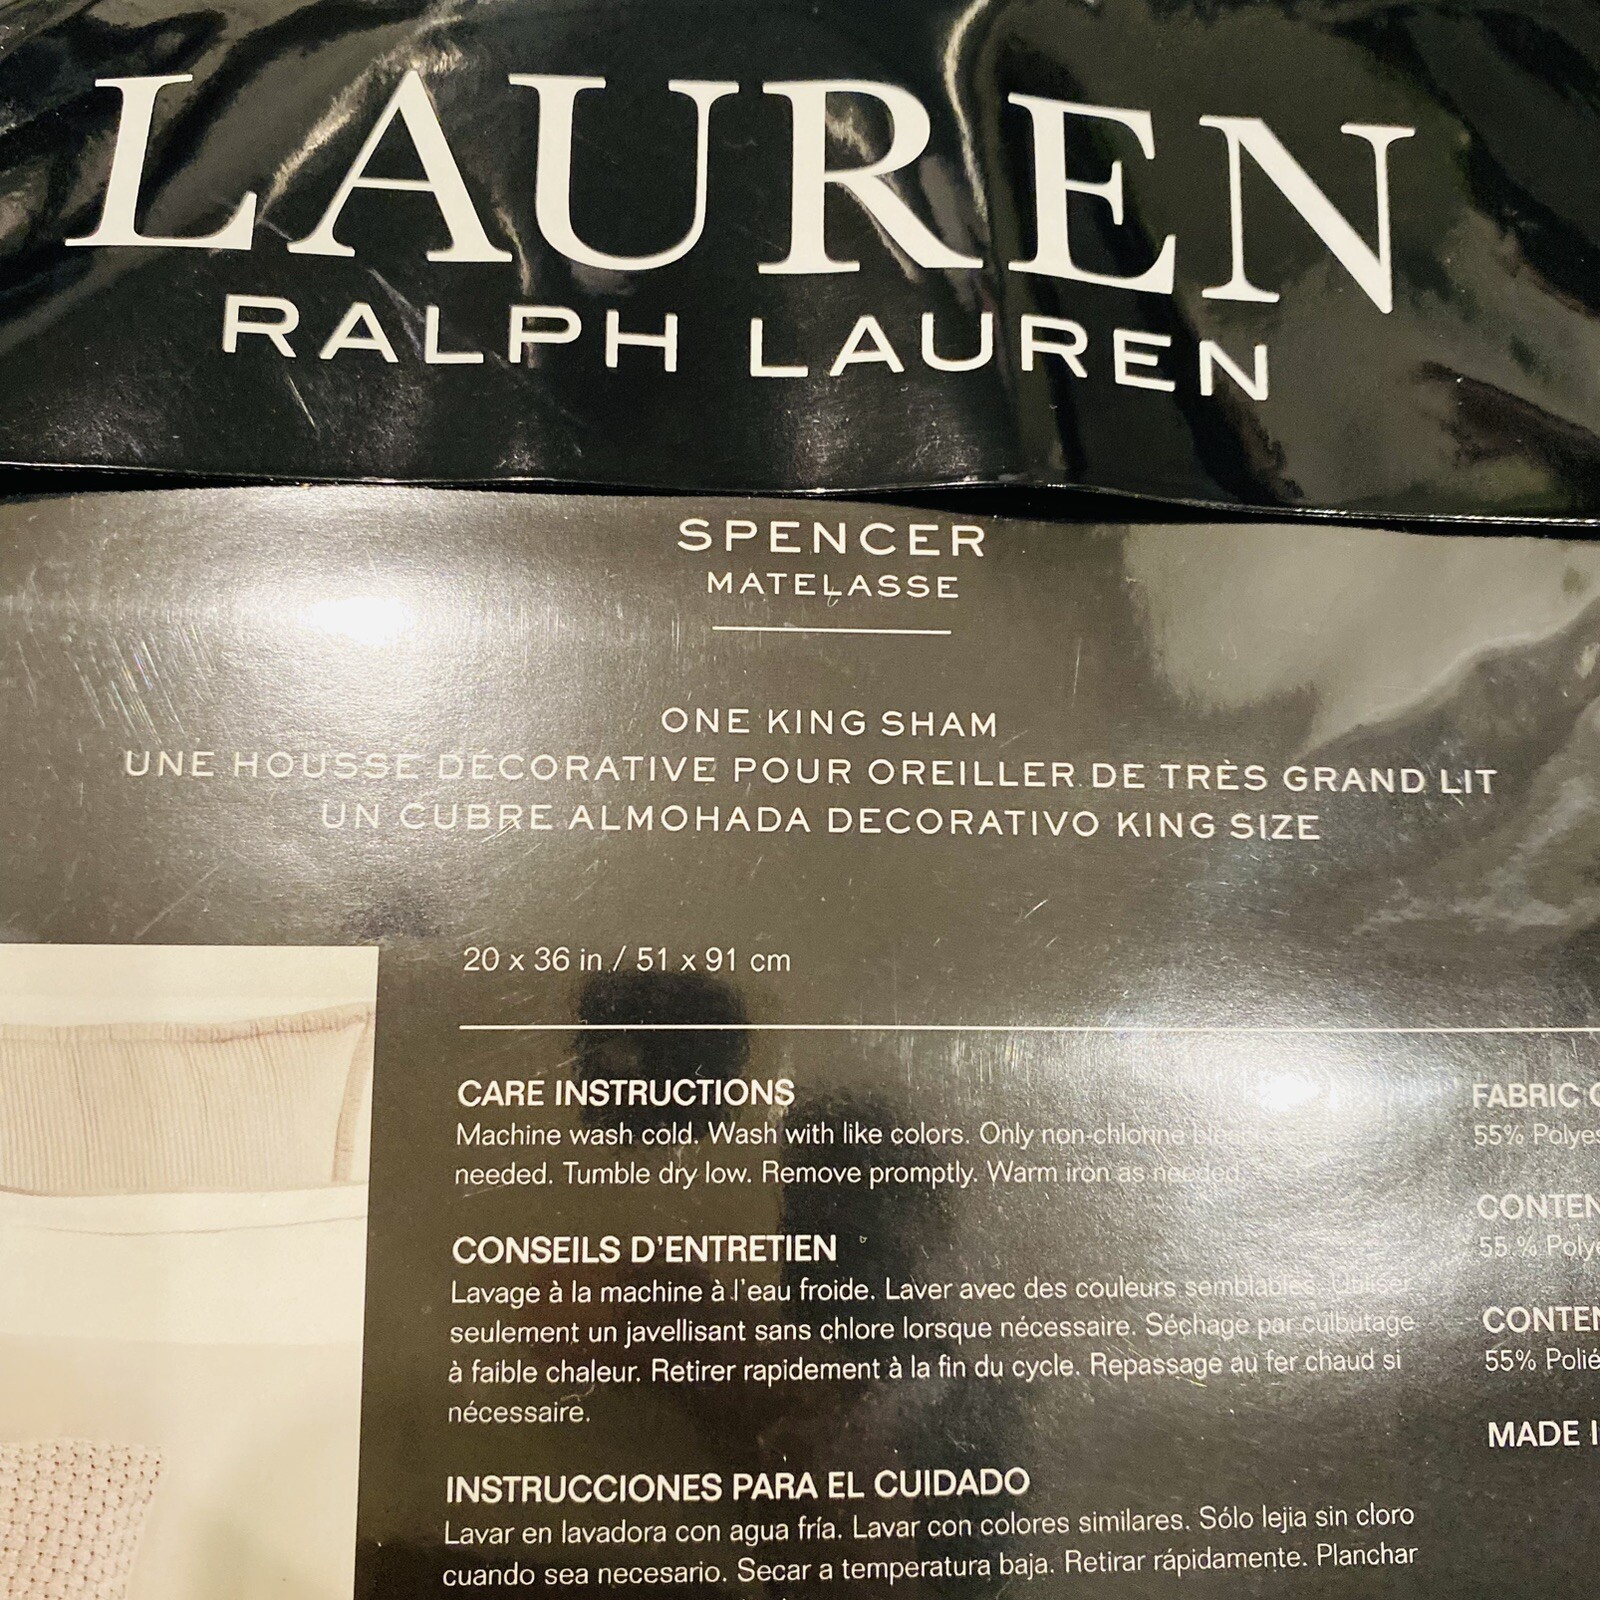 LAUREN
RALPH LAUREN
SPENCER
MATELASSE
ONE KING SHAM
UNE HOUSSE DÉCORATIVE POUR OREILLER DE TRÈS GRAND LIT
UN CUBRE ALMOHADA DECORATIVO KING SIZE
20 x 36 in / 51 x 91 cm
CARE INSTRUCTIONS
Machine wash cold. Wash with like colors. Only non-chlorine
needed. Tumble dry low. Remove promptly. Warm iron as needed.
CONSEILS D'ENTRETIEN
Lavage à la machine à l'eau froide. Laver avec des couleurs semblables. Utiliser
seulement un javellisant sans chlore lorsque nécessaire. Séchage par culbutage
à faible chaleur. Retirer rapidement à la fin du cycle. Repassage au fer chaud si
nécessaire.
INSTRUCCIONES PARA EL CUIDADO
Lavar en lavadora con agua fría. Lavar con colores similares. Sólo lejia sin cloro
cuando sea necesario. Secar a temperatura baja. Retirar rápidamente. Planchar
FABRIC
55%
55 %
55%
MADE